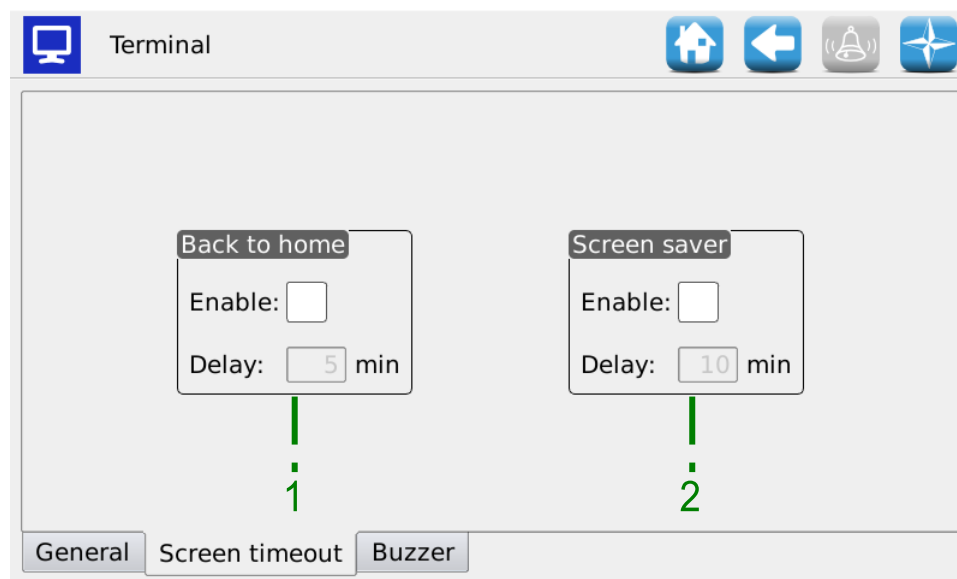 Terminal
Back to home
Enable:
Delay: 5 min
Screen saver
Enable:
Delay: 10 min
1
2
General Screen timeout Buzzer